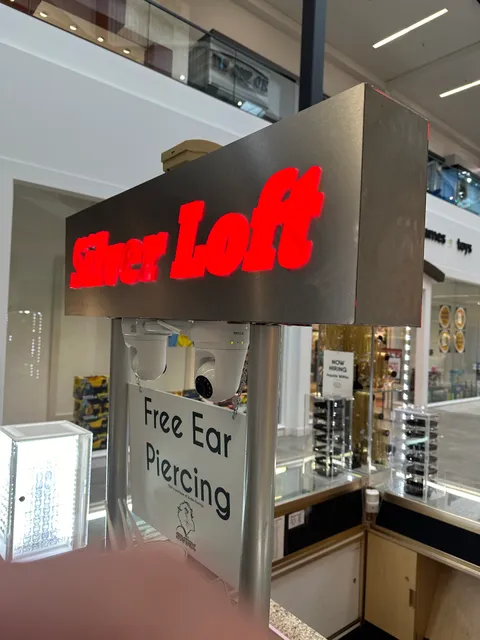 Silver Loft
NOW
HIRING
Free Ear
Piercing
toys